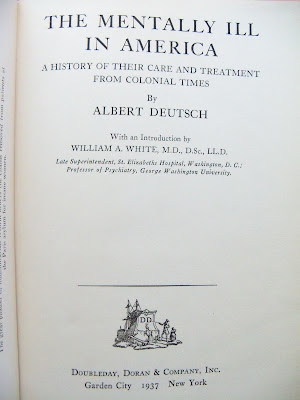 THE MENTALLY ILL
IN AMERICA
A HISTORY OF THEIR CARE AND TREATMENT
FROM COLONIAL TIMES
By
ALBERT DEUTSCH
With an Introduction by
WILLIAM A. WHITE, M.D., D.Sc., LL.D.
Late Superintendent, St. Elizabeths Hospital, Washington, D. C.;
Professor of Psychiatry, George Washington University.
DD
DOUBLEDAY, DORAN & COMPANY, INC.
Garden City 1937 New York